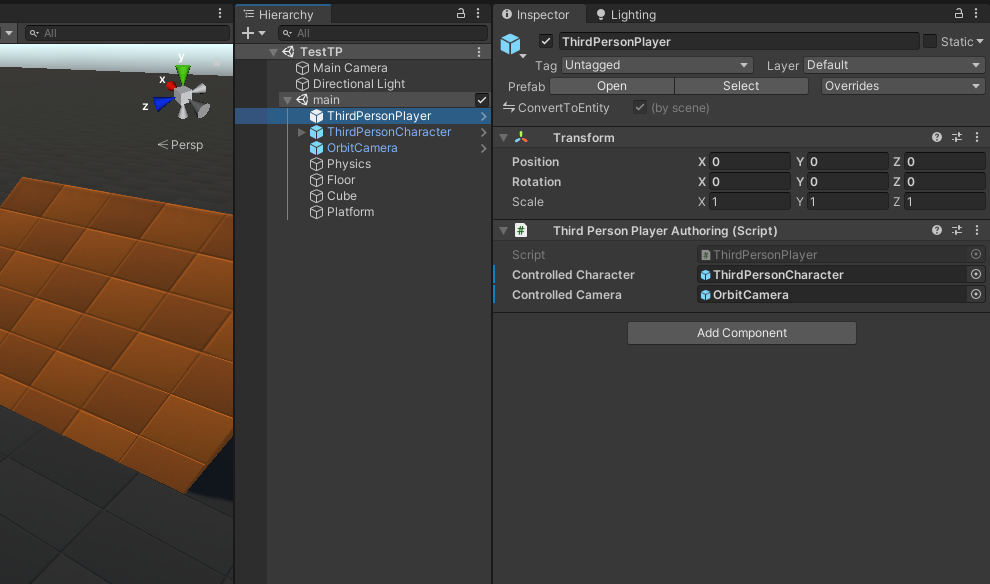 All
y
x
z
Persp
Hierarchy
All
TestTP
Main Camera
Directional Light
main
ThirdPersonPlayer
ThirdPersonCharacter
OrbitCamera
Physics
Floor
Cube
Platform
Inspector
Lighting
ThirdPersonPlayer
Static
Tag Untagged Layer Default
Prefab Open Select Overrides
ConvertToEntity (by scene)
Transform
Position X 0 Y 0 Z 0
Rotation X 0 Y 0 Z 0
Scale X 1 Y 1 Z 1
# Third Person Player Authoring (Script)
Script ThirdPersonPlayer
Controlled Character ThirdPersonCharacter
Controlled Camera OrbitCamera
Add Component